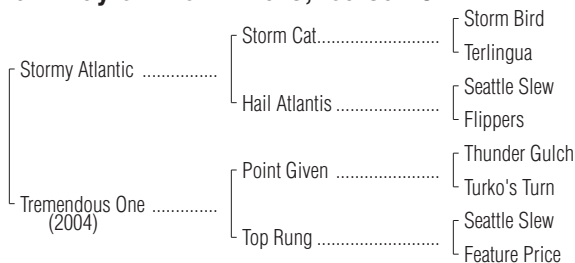 Storm Bird
Storm Cat....................
Terlingua
Stormy Atlantic ...............
Seattle Slew
Hail Atlantis ....................
Flippers
Thunder Gulch
Point Given ....................
Turko's Turn
Tremendous One .............
(2004)
Seattle Slew
Top Rung .......................
Feature Price